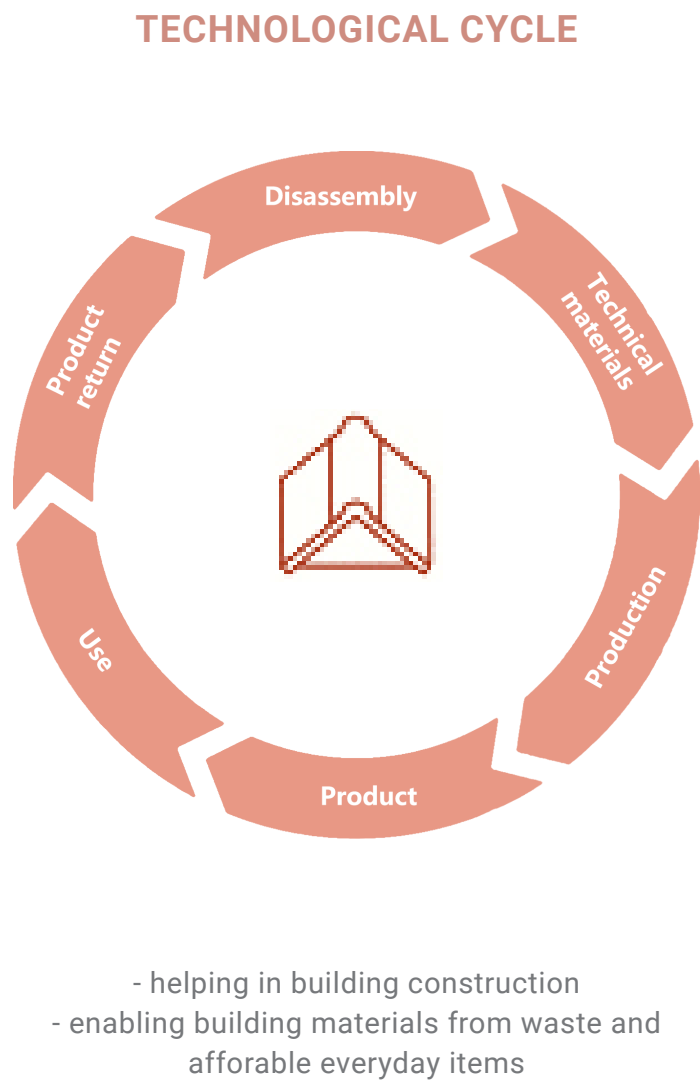 TECHNOLOGICAL CYCLE
Disassembly
Technical
materials
Production
Product
Use
Product
return
- helping in building construction
- enabling building materials from waste and
afforable everyday items